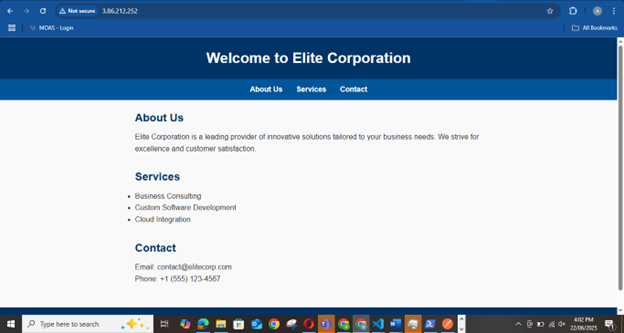 Not secure 3.86.212.252
MOAS - Login
All Bookmarks
Welcome to Elite Corporation
About Us Services Contact
About Us
Elite Corporation is a leading provider of innovative solutions tailored to your business needs. We strive for
excellence and customer satisfaction.
Services
Business Consulting
Custom Software Development
Cloud Integration
Contact
Email: contact@elitecorp.com
Phone: +1 (555) 123-4567
Type here to search
4:02 PM
22/06/2025